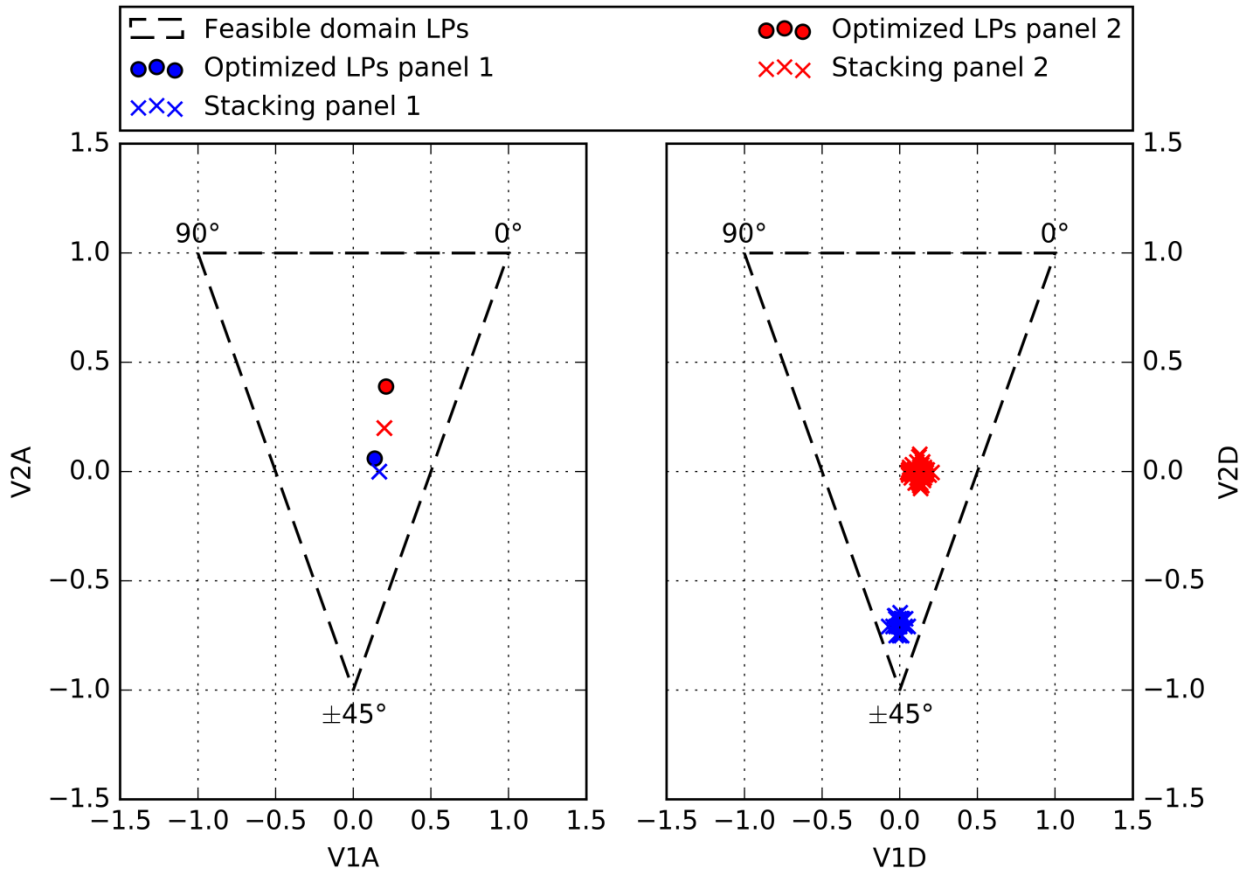 Feasible domain LPs
Optimized LPs panel 1
Stacking panel 1
Optimized LPs panel 2
Stacking panel 2
1.5
1.0
0.5
0.0
−0.5
−1.0
−1.5
V2A
90°
0°
±45°
−1.5 −1.0 −0.5 0.0 0.5 1.0 1.5
V1A
90°
0°
±45°
−1.5 −1.0 −0.5 0.0 0.5 1.0 1.5
V1D
1.5
1.0
0.5
0.0
−0.5
−1.0
−1.5
V2D